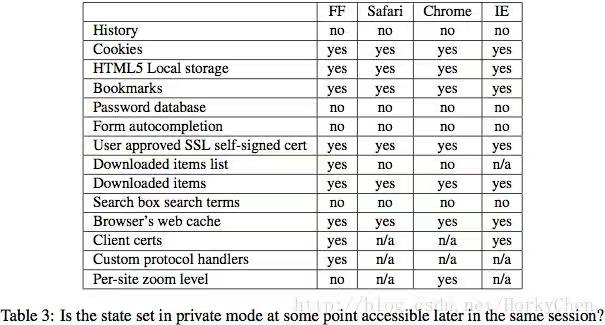 FF Safari Chrome IE
History no no no no
Cookies yes yes yes yes
HTML5 Local storage yes yes yes yes
Bookmarks yes yes yes yes
Password database no no no no
Form autocompletion no no no no
User approved SSL self-signed cert yes yes yes yes
Downloaded items list yes no no n/a
Downloaded items yes yes yes yes
Search box search terms no no no no
Browser's web cache yes yes yes yes
Client certs yes n/a n/a yes
Custom protocol handlers yes n/a n/a n/a
Per-site zoom level no n/a yes n/a
http://blog.csdn.net/HorkyChen
Table 3: Is the state set in private mode at some point accessible later in the same session?